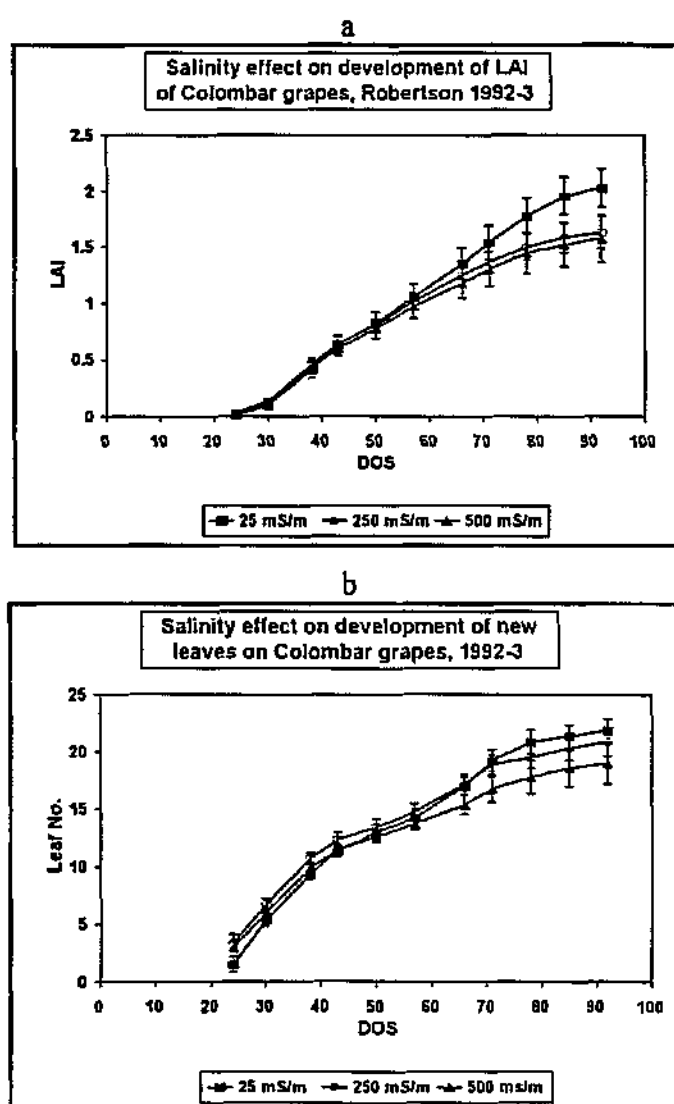 a
Salinity effect on development of LAI
of Colombar grapes, Robertson 1992-3
2.5
2
1.5
1
0.5
0
LAI
0 10 20 30 40 50 60 70 80 90 100
DOS
25 mS/m 250 mS/m 500 mS/m
b
Salinity effect on development of new
leaves on Colombar grapes, 1992-3
25
20
15
10
5
0
Leaf No.
0 10 20 30 40 50 60 70 80 90 100
DOS
25 mS/m 250 mS/m 500 ms/m